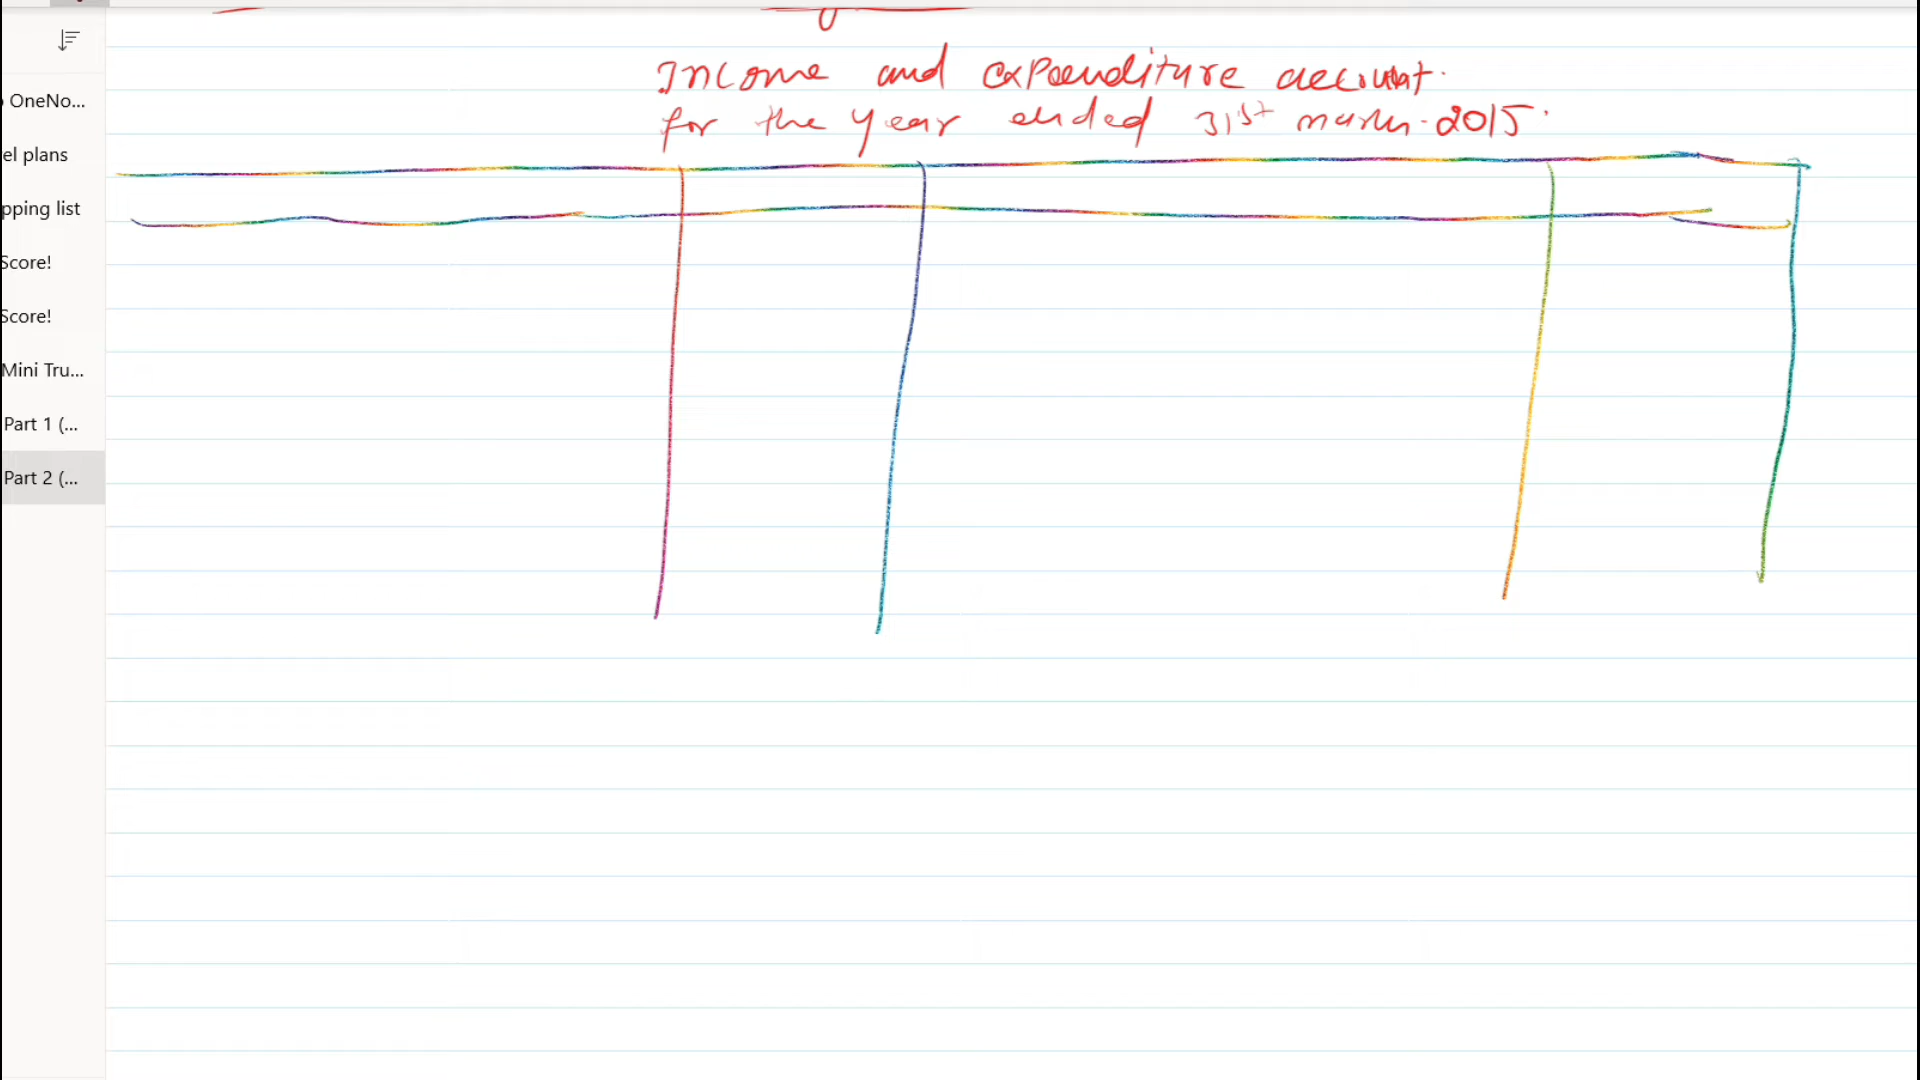 Income and expenditure account.
for the year ended 31st march. 2015.
OneNo...
el plans
pping list
Score!
Score!
Mini Tru...
Part 1 (...
Part 2 (...